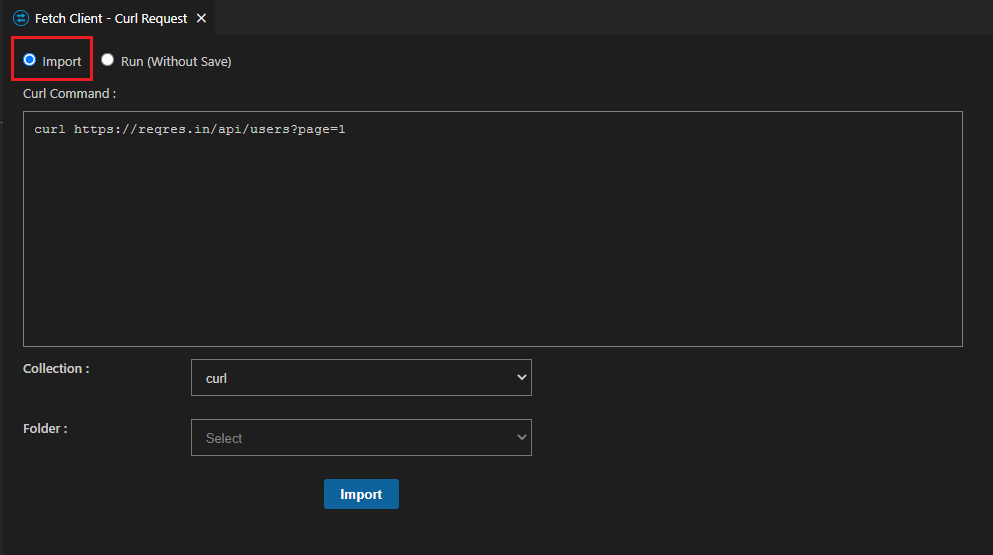 Fetch Client - Curl Request
Import Run (Without Save)
Curl Command :
curl https://reqres.in/api/users?page=1
Collection : curl
Folder : Select
Import